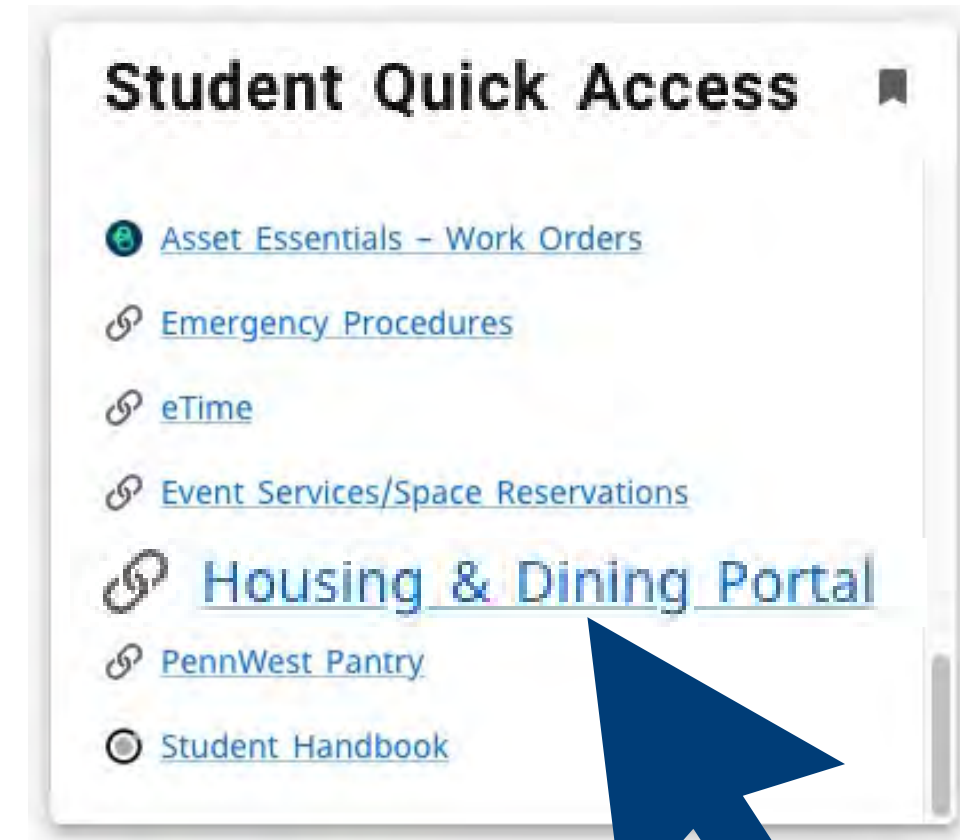 Student Quick Access
Asset Essentials – Work Orders
Emergency Procedures
eTime
Event Services/Space Reservations
Housing & Dining Portal
PennWest Pantry
Student Handbook